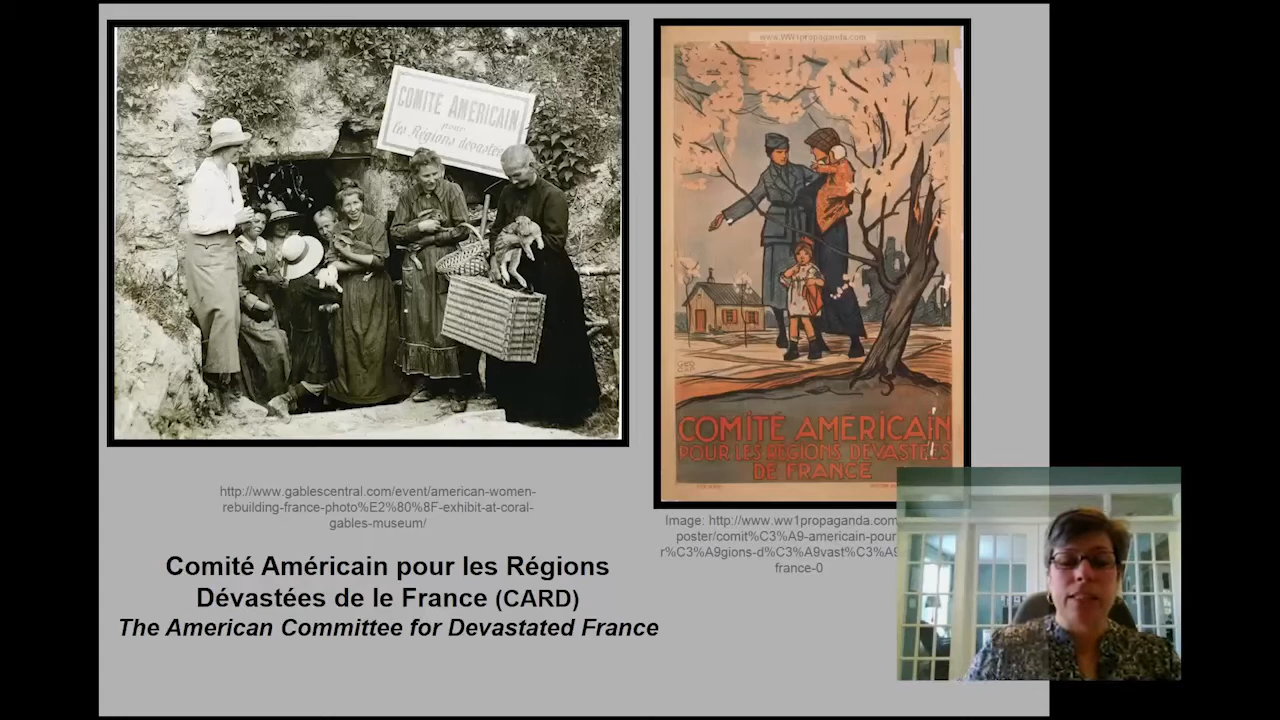 COMITÉ AMERICAIN
pour
les Régions
www.WW1propaganda.com
COMITÉ AMERICAIN
POUR LES RÉGIONS DÉVASTÉES
DE FRANCE
http://www.gablescentral.com/event/american-women-
rebuilding-france-photo%E2%80%8F-exhibit-at-coral-
gables-museum/
Image: http://www.ww1propaganda.com
poster/comit%C3%A9-americain-pour
r%C3%A9gions-d%C3%A9vast%C3%A9
france-0
Comité Américain pour les Régions
Dévastées de le France (CARD)
The American Committee for Devastated France